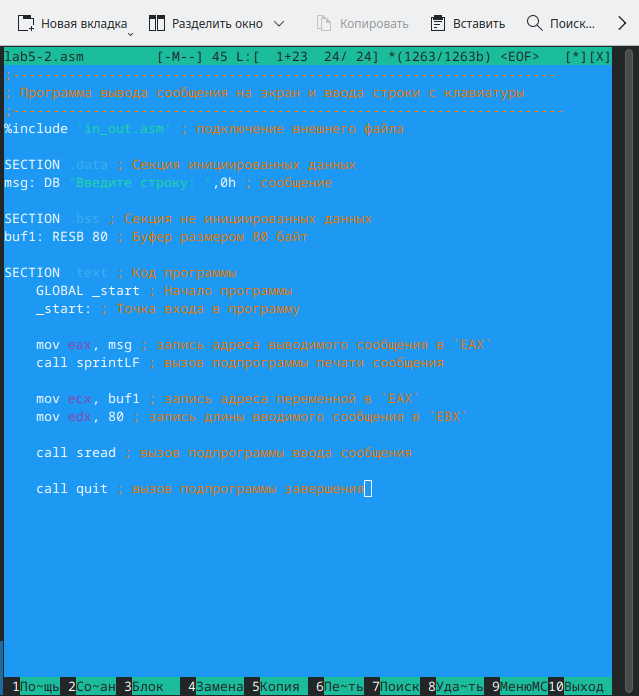 Новая вкладка Разделить окно Копировать Вставить Поиск...
lab5-2.asm [-M--] 45 L:[ 1+23 24/ 24] *(1263/1263b) <EOF> [*][X]
;--------------------------------------------------------------------
; Программа вывода сообщения на экран и ввода строки с клавиатуры
;---------------------------------------------------------------------
%include 'in_out.asm' ; подключение внешнего файла
SECTION .data ; Секция инициированных данных
msg: DB 'Введите строку: ',0h ; сообщение
SECTION .bss ; Секция не инициированных данных
buf1: RESB 80 ; Буфер размером 80 байт
SECTION .text ; Код программы
GLOBAL _start ; Начало программы
_start: ; Точка входа в программу
mov eax, msg ; запись адреса выводимого сообщения в `EAX`
call sprintLF ; вызов подпрограммы печати сообщения
mov ecx, buf1 ; запись адреса переменной в `EAX`
mov edx, 80 ; запись длины вводимого сообщения в `EBX`
call sread ; вызов подпрограммы ввода сообщения
call quit ; вызов подпрограммы завершения
1По~щь 2Со~ан 3Блок 4Замена 5Копия 6Пе~ть 7Поиск 8Уда~ть 9МенюMC 10Выход